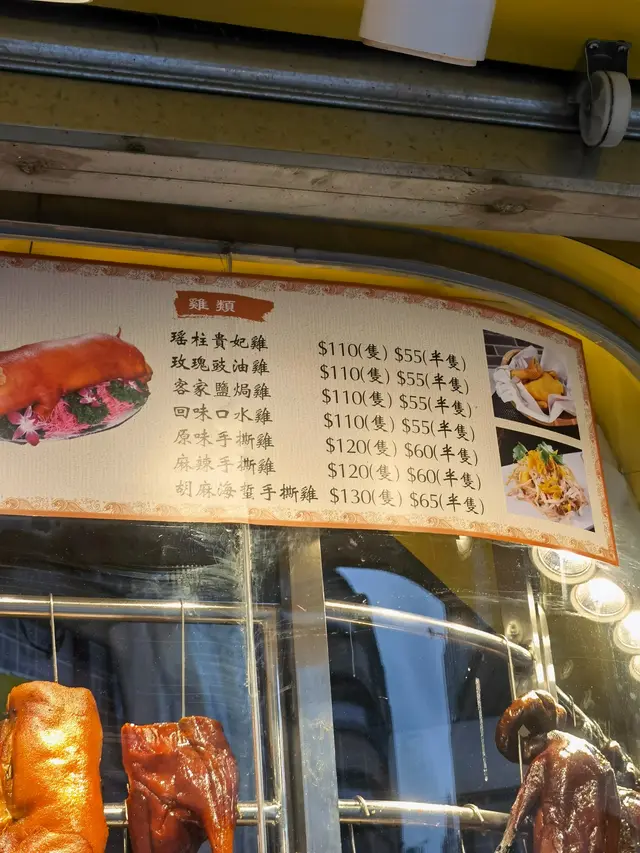 雞類
瑶柱貴妃雞 $110(隻) $55(半隻)
玫瑰豉油雞 $110(隻) $55(半隻)
客家鹽焗雞 $110(隻) $55(半隻)
回味口水雞 $110(隻) $55(半隻)
原味手撕雞 $120(隻) $60(半隻)
麻辣手撕雞 $120(隻) $60(半隻)
胡麻海蜇手撕雞 $130(隻) $65(半隻)